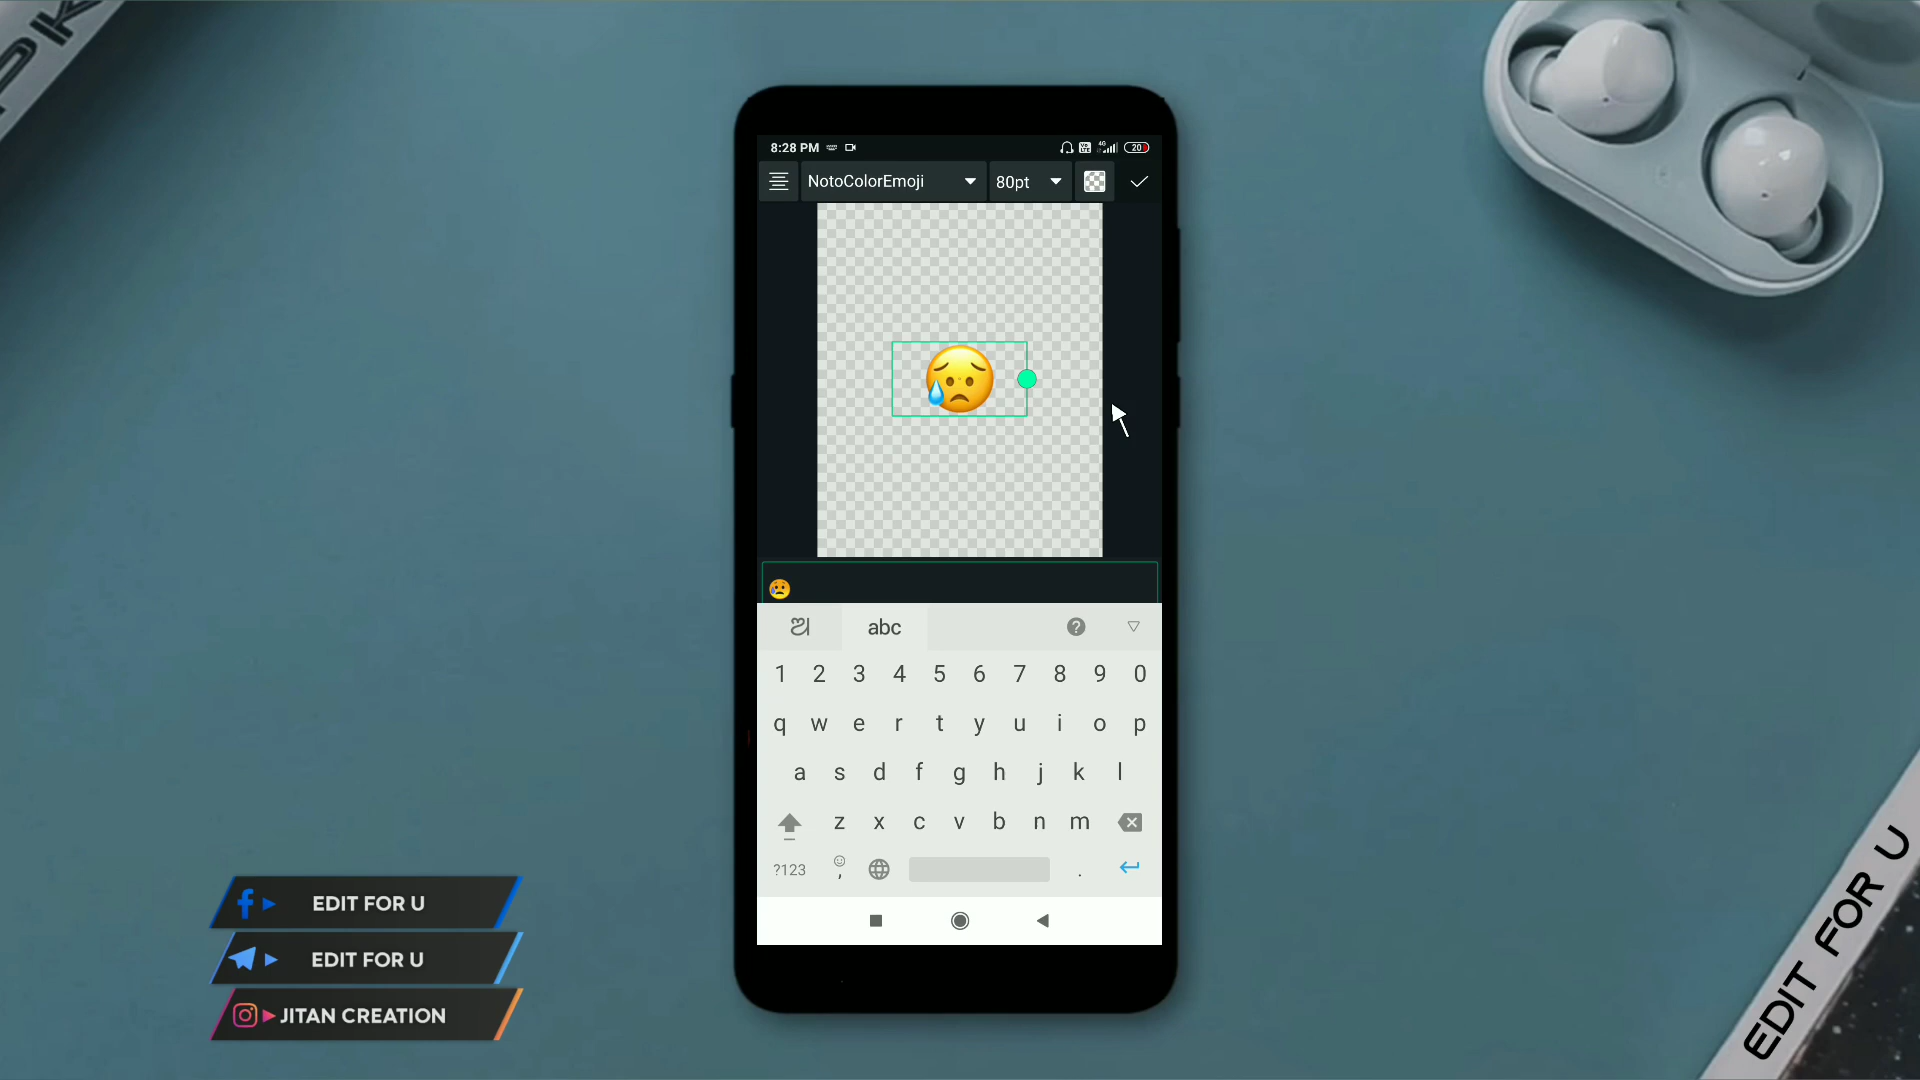 8:28 PM
4G
20
NotoColorEmoji
80pt
😥
😥
ଅ
abc
?
1 2 3 4 5 6 7 8 9 0
q w e r t y u i o p
a s d f g h j k l
z x c v b n m
?123 , .
EDIT FOR U
EDIT FOR U
JITAN CREATION
EDIT FOR U